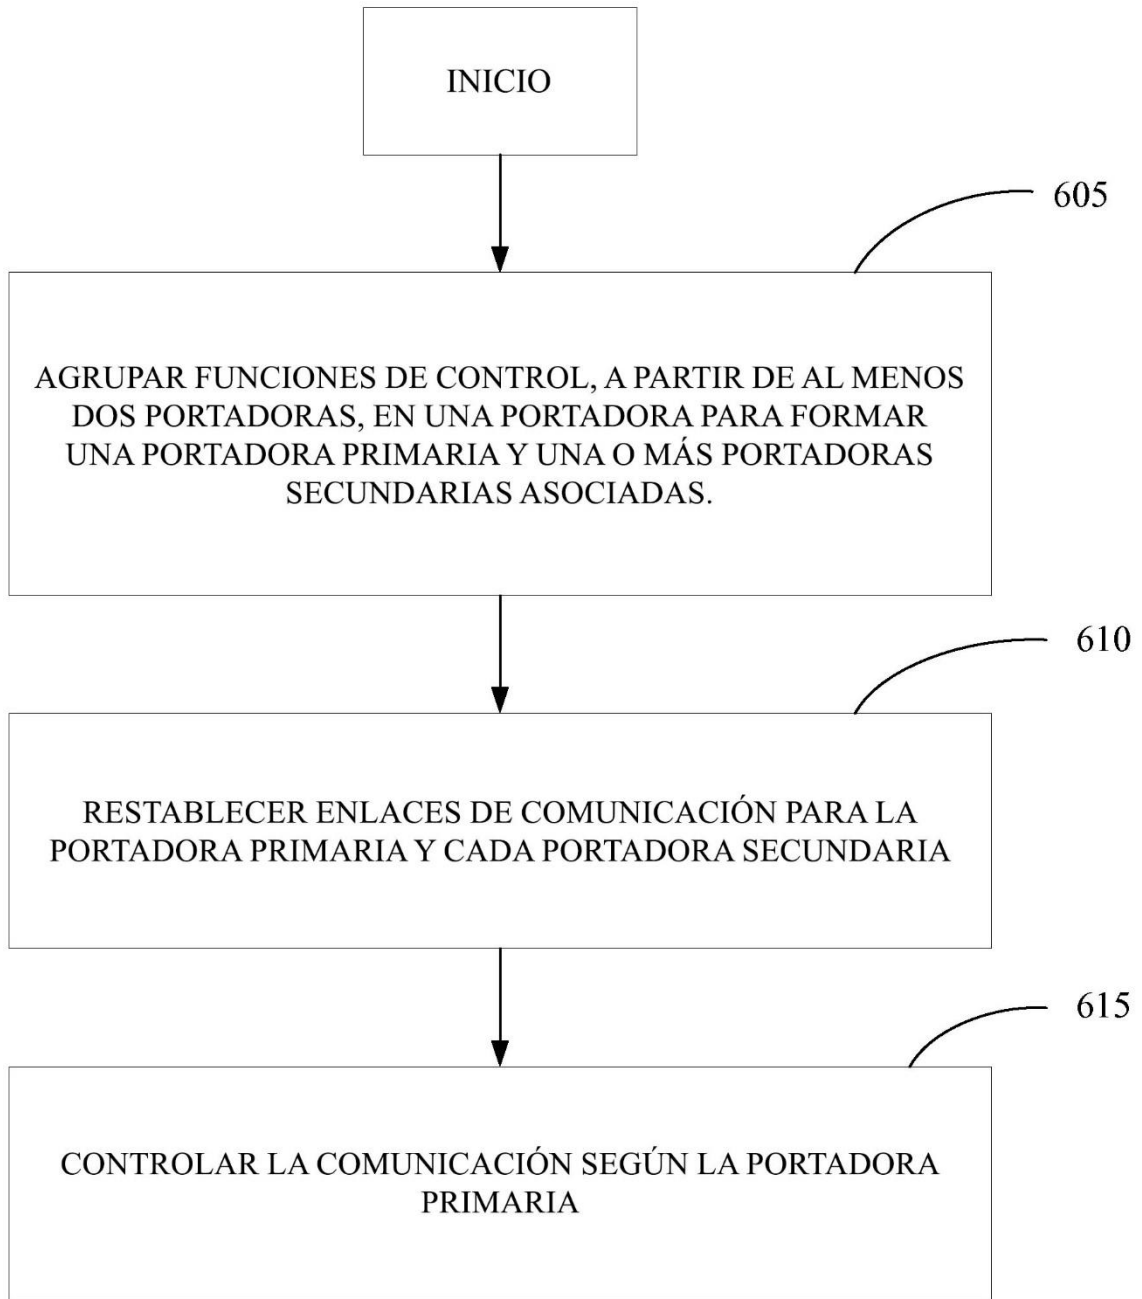 INICIO
605
AGRUPAR FUNCIONES DE CONTROL, A PARTIR DE AL MENOS
DOS PORTADORAS, EN UNA PORTADORA PARA FORMAR
UNA PORTADORA PRIMARIA Y UNA O MÁS PORTADORAS
SECUNDARIAS ASOCIADAS.
610
RESTABLECER ENLACES DE COMUNICACIÓN PARA LA
PORTADORA PRIMARIA Y CADA PORTADORA SECUNDARIA
615
CONTROLAR LA COMUNICACIÓN SEGÚN LA PORTADORA
PRIMARIA